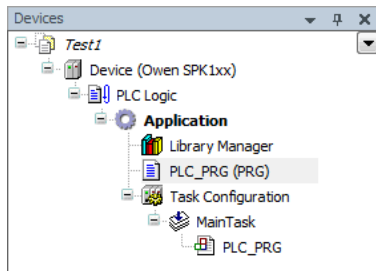 Devices
Test1
Device (Owen SPK1xx)
PLC Logic
Application
Library Manager
PLC_PRG (PRG)
Task Configuration
MainTask
PLC_PRG